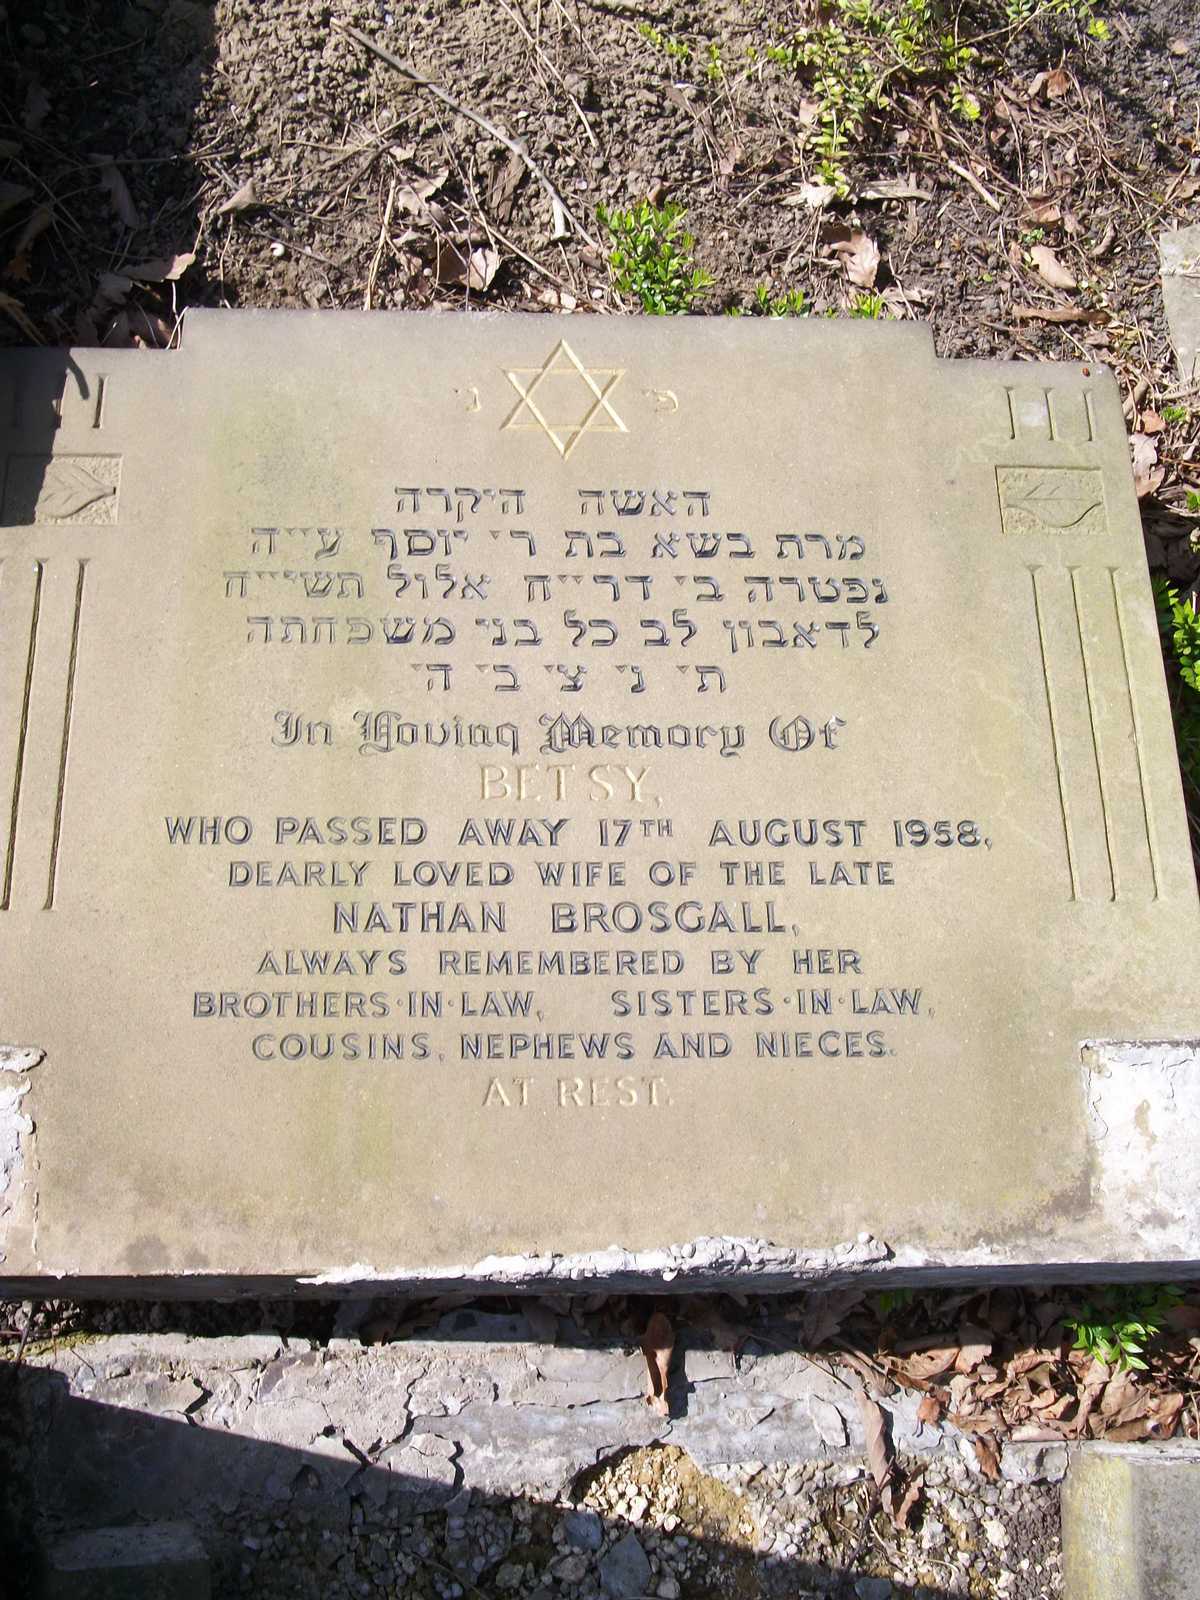 פ' נ'
האשה היקרה
מרת בשא בת ר' יוסף ע"ה
נפטרה ב' דר"ח אלול תשי"ח
לדאבון לב כל בני משפחתה
ת' נ' צ' ב' ה'
In Loving Memory Of
BETSY,
WHO PASSED AWAY 17TH AUGUST 1958,
DEARLY LOVED WIFE OF THE LATE
NATHAN BROSGALL,
ALWAYS REMEMBERED BY HER
BROTHERS·IN·LAW, SISTERS·IN·LAW,
COUSINS, NEPHEWS AND NIECES.
AT REST.